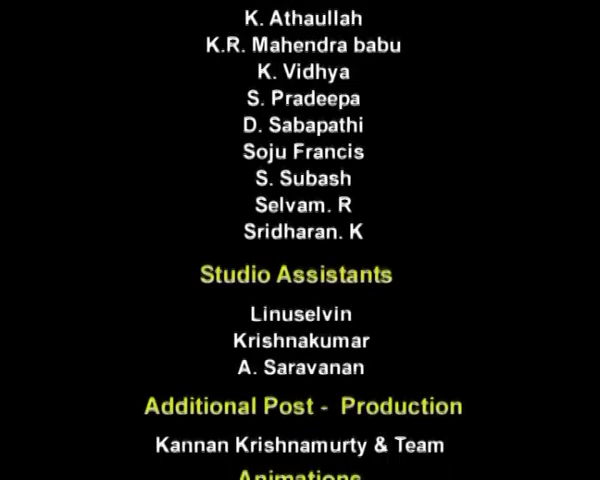 K. Athaullah
K.R. Mahendra babu
K. Vidhya
S. Pradeepa
D. Sabapathi
Soju Francis
S. Subash
Selvam. R
Sridharan. K
Studio Assistants
Linuselvin
Krishnakumar
A. Saravanan
Additional Post - Production
Kannan Krishnamurty & Team
Animations